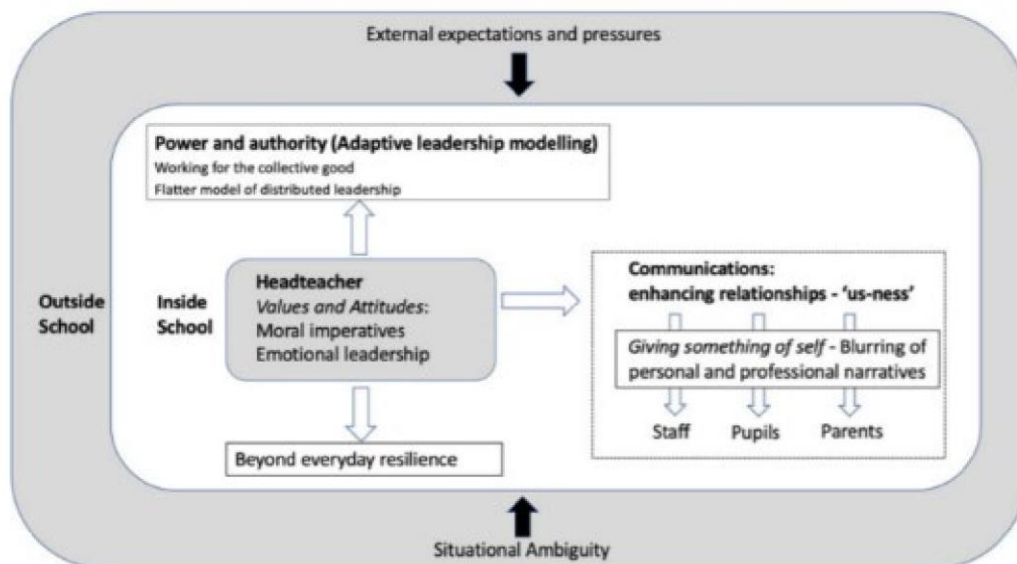 External expectations and pressures
Power and authority (Adaptive leadership modelling)
Working for the collective good
Flatter model of distributed leadership
Outside
School
Inside
School
Headteacher
Values and Attitudes:
Moral imperatives
Emotional leadership
Communications:
enhancing relationships - ‘us-ness’
Giving something of self - Blurring of
personal and professional narratives
Staff
Pupils
Parents
Beyond everyday resilience
Situational Ambiguity